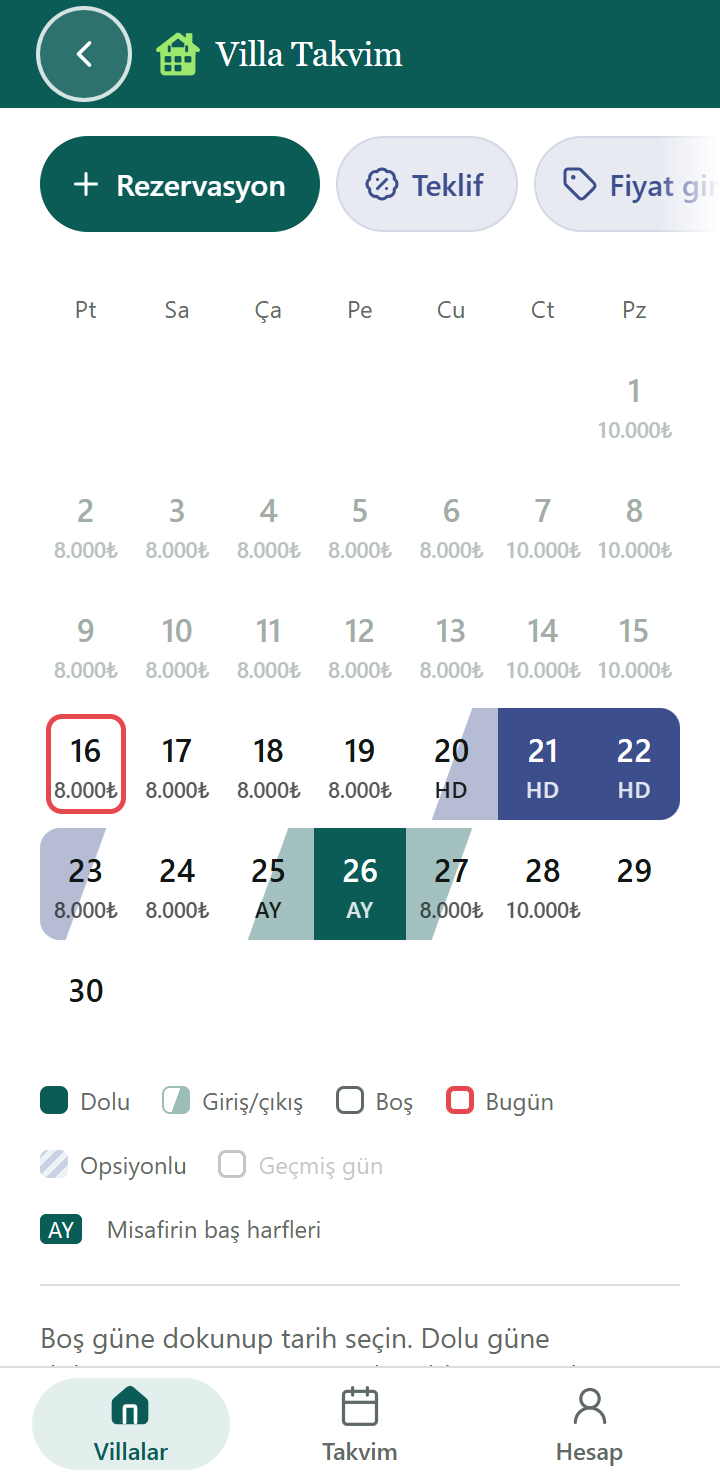 Villa Takvim
Rezervasyon
Teklif
Fiyat gir
Pt Sa Ça Pe Cu Ct Pz
1
10.000₺
2 3 4 5 6 7 8
8.000₺ 8.000₺ 8.000₺ 8.000₺ 8.000₺ 10.000₺ 10.000₺
9 10 11 12 13 14 15
8.000₺ 8.000₺ 8.000₺ 8.000₺ 8.000₺ 10.000₺ 10.000₺
16 17 18 19 20 21 22
8.000₺ 8.000₺ 8.000₺ 8.000₺ HD HD HD
23 24 25 26 27 28 29
8.000₺ 8.000₺ AY AY 8.000₺ 10.000₺
30
Dolu Giriş/çıkış Boş Bugün
Opsiyonlu Geçmiş gün
AY Misafirin baş harfleri
Boş güne dokunup tarih seçin. Dolu güne
Villalar Takvim Hesap